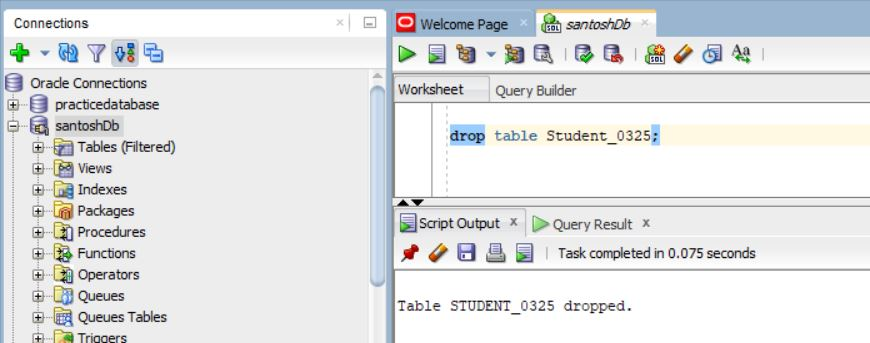 Connections
Oracle Connections
practicedatabase
santoshDb
Tables (Filtered)
Views
Indexes
Packages
Procedures
Functions
Operators
Queues
Queues Tables
Triggers
Welcome Page
santoshDb
Worksheet
Query Builder
drop table Student_0325;
Script Output
Query Result
Task completed in 0.075 seconds
Table STUDENT_0325 dropped.